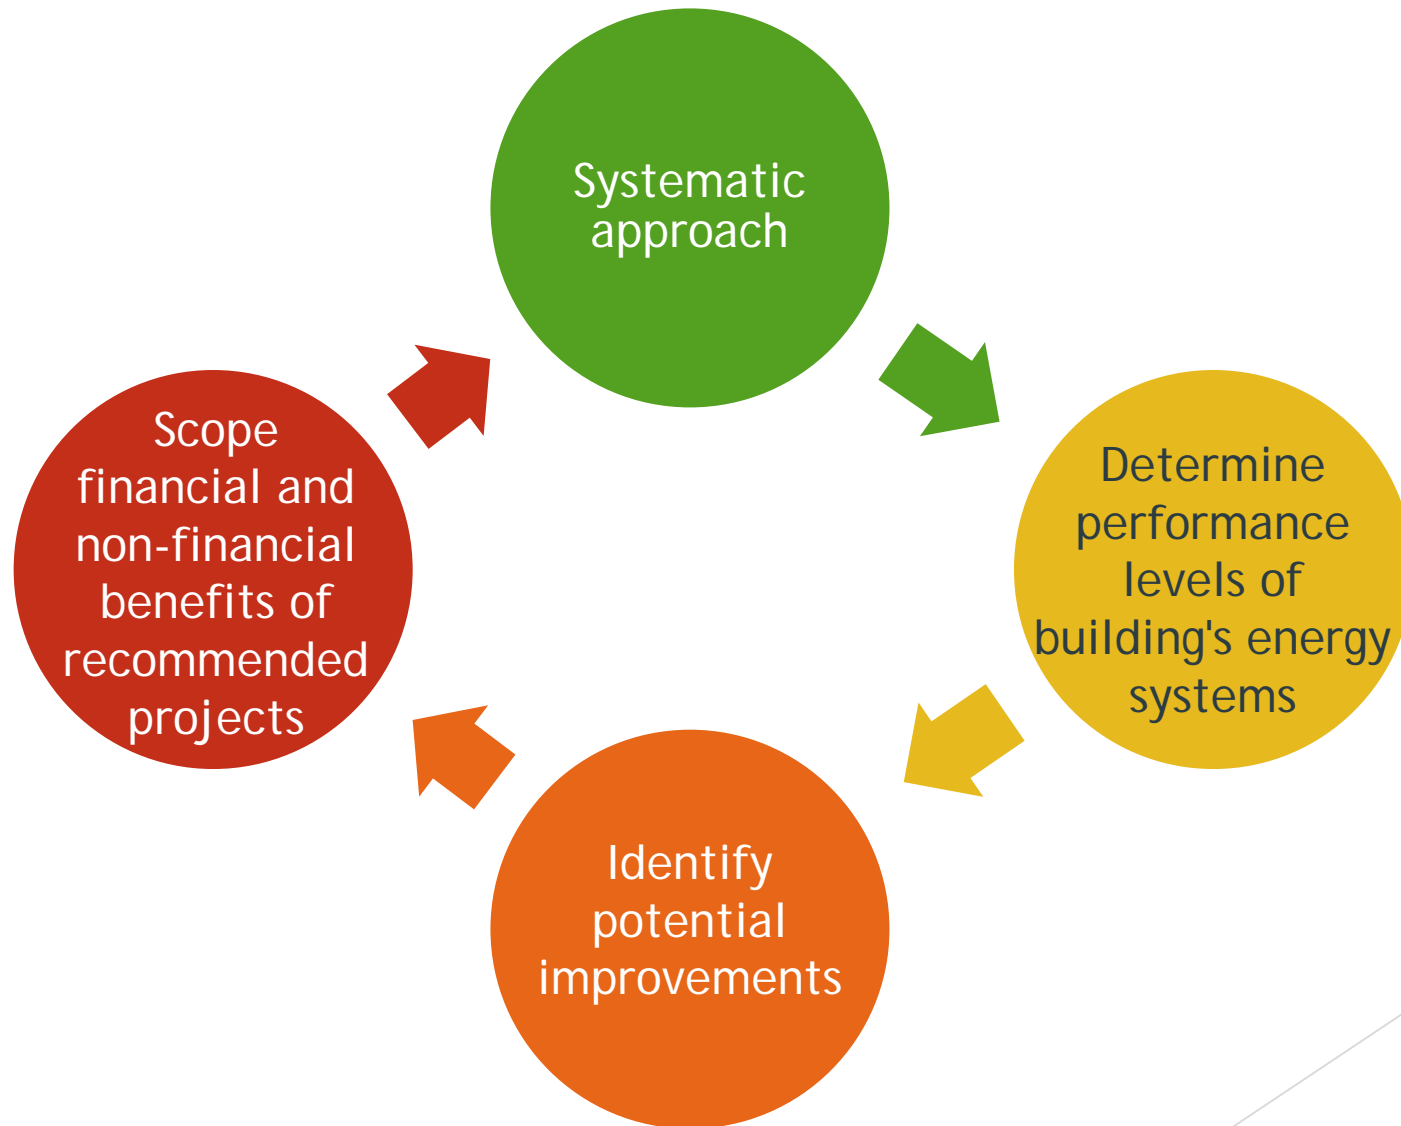 Systematic
approach
Determine
performance
levels of
building's energy
systems
Identify
potential
improvements
Scope
financial and
non-financial
benefits of
recommended
projects